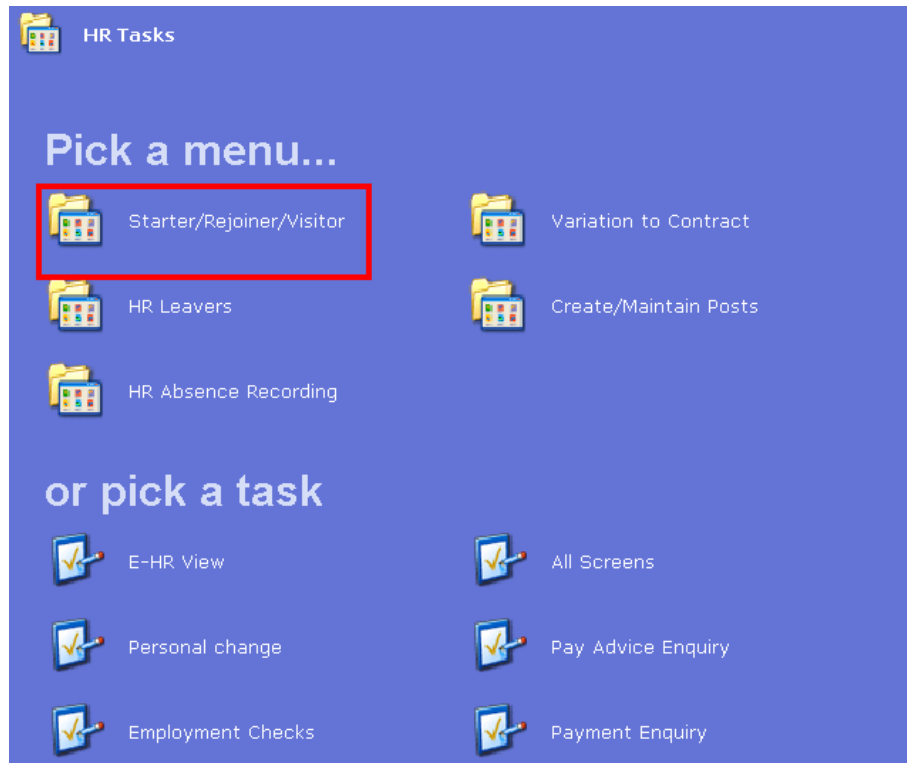 HR Tasks
Pick a menu...
Starter/Rejoiner/Visitor
Variation to Contract
HR Leavers
Create/Maintain Posts
HR Absence Recording
or pick a task
E-HR View
All Screens
Personal change
Pay Advice Enquiry
Employment Checks
Payment Enquiry